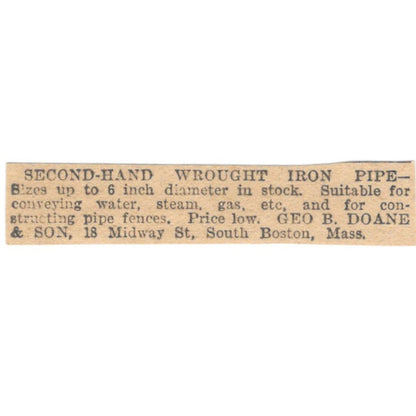 SECOND-HAND WROUGHT IRON PIPE—
Sizes up to 6 inch diameter in stock. Suitable for
conveying water, steam, gas, etc, and for con-
structing pipe fences. Price low. GEO B. DOANE
& SON, 18 Midway St, South Boston, Mass.